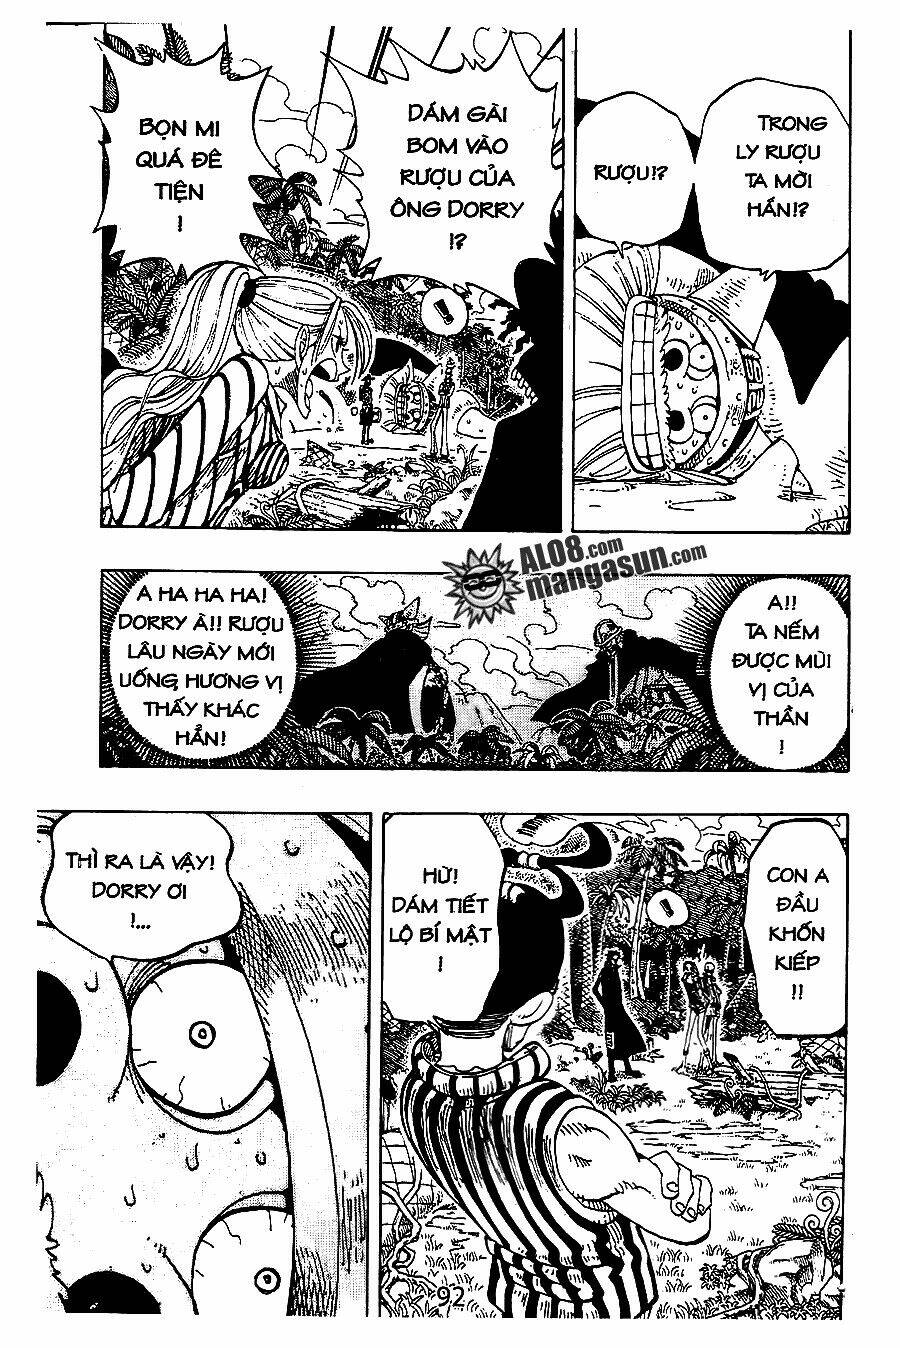 TRONG
LY RƯỢU
TA MỜI
HẮN!?
RƯỢU!?
DÁM GÀI
BOM VÀO
RƯỢU CỦA
ÔNG DORRY
!?
BỌN MI
QUÁ ĐÊ
TIỆN
!
!
AL08.com
mangasun.com
A!!
TA NẾM
ĐƯỢC MÙI
VỊ CỦA
THẦN
!
A HA HA HA!
DORRY À!! RƯỢU
LÂU NGÀY MỚI
UỐNG, HƯƠNG VỊ
THẤY KHÁC
HẲN!
CON A
ĐẦU
KHỐN
KIẾP
!!
!
HỪ!
DÁM TIẾT
LỘ BÍ MẬT
!
THÌ RA LÀ VẬY!
DORRY ƠI
!...
92